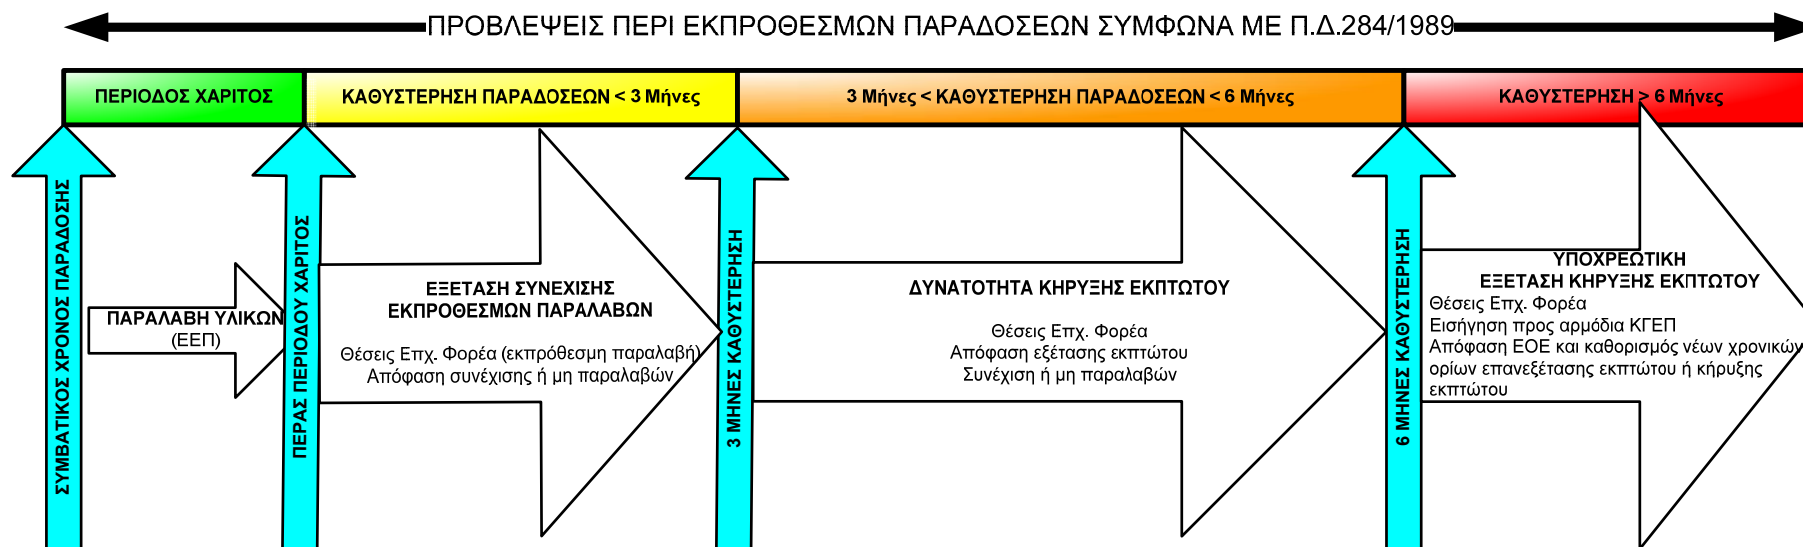 ΠΡΟΒΛΕΨΕΙΣ ΠΕΡΙ ΕΚΠΡΟΘΕΣΜΩΝ ΠΑΡΑΔΟΣΕΩΝ ΣΥΜΦΩΝΑ ΜΕ Π.Δ.284/1989
ΠΕΡΙΟΔΟΣ ΧΑΡΙΤΟΣ
ΚΑΘΥΣΤΕΡΗΣΗ ΠΑΡΑΔΟΣΕΩΝ < 3 Μήνες
3 Μήνες < ΚΑΘΥΣΤΕΡΗΣΗ ΠΑΡΑΔΟΣΕΩΝ < 6 Μήνες
ΚΑΘΥΣΤΕΡΗΣΗ > 6 Μήνες
ΣΥΜΒΑΤΙΚΟΣ ΧΡΟΝΟΣ ΠΑΡΑΔΟΣΗΣ
ΠΑΡΑΛΑΒΗ ΥΛΙΚΩΝ
(ΕΕΠ)
ΠΕΡΑΣ ΠΕΡΙΟΔΟΥ ΧΑΡΙΤΟΣ
ΕΞΕΤΑΣΗ ΣΥΝΕΧΙΣΗΣ
ΕΚΠΡΟΘΕΣΜΩΝ ΠΑΡΑΛΑΒΩΝ
Θέσεις Επχ. Φορέα (εκπρόθεσμη παραλαβή)
Απόφαση συνέχισης ή μη παραλαβών
3 ΜΗΝΕΣ ΚΑΘΥΣΤΕΡΗΣΗ
ΔΥΝΑΤΟΤΗΤΑ ΚΗΡΥΞΗΣ ΕΚΠΤΩΤΟΥ
Θέσεις Επχ. Φορέα
Απόφαση εξέτασης εκπτώτου
Συνέχιση ή μη παραλαβών
6 ΜΗΝΕΣ ΚΑΘΥΣΤΕΡΗΣΗ
ΥΠΟΧΡΕΩΤΙΚΗ
ΕΞΕΤΑΣΗ ΚΗΡΥΞΗΣ ΕΚΠΤΩΤΟΥ
Θέσεις Επχ. Φορέα
Εισήγηση προς αρμόδια ΚΓΕΠ
Απόφαση ΕΟΕ και καθορισμός νέων χρονικών
ορίων επανεξέτασης εκπτώτου ή κήρυξης
εκπτώτου